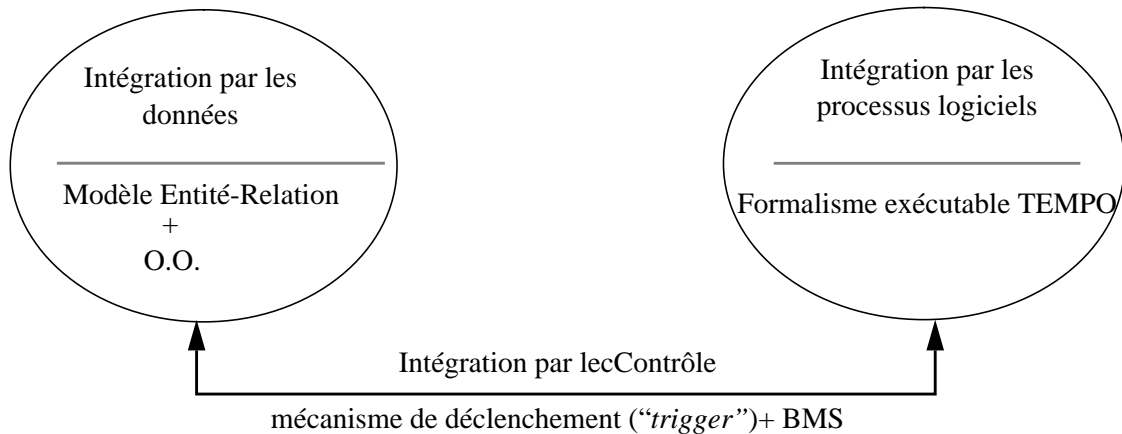 Intégration par les
données
Modèle Entité-Relation
+
O.O.
Intégration par les
processus logiciels
Formalisme exécutable TEMPO
Intégration par lecContrôle
mécanisme de déclenchement (“trigger”)+ BMS